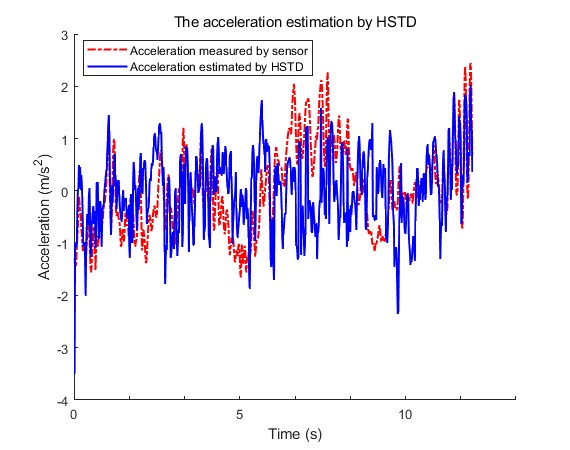 The acceleration estimation by HSTD
Acceleration measured by sensor
Acceleration estimated by HSTD
Acceleration (m/s²)
3
2
1
0
-1
-2
-3
-4
0
5
10
Time (s)